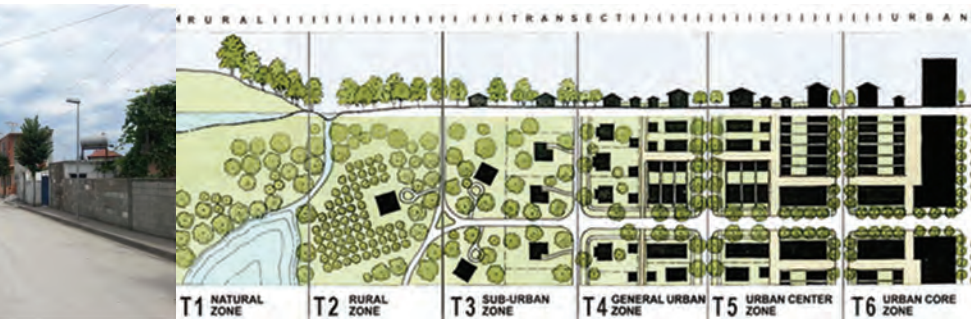 RURAL TRANSECT URBAN
T1 NATURAL ZONE
T2 RURAL ZONE
T3 SUB-URBAN ZONE
T4 GENERAL URBAN ZONE
T5 URBAN CENTER ZONE
T6 URBAN CORE ZONE